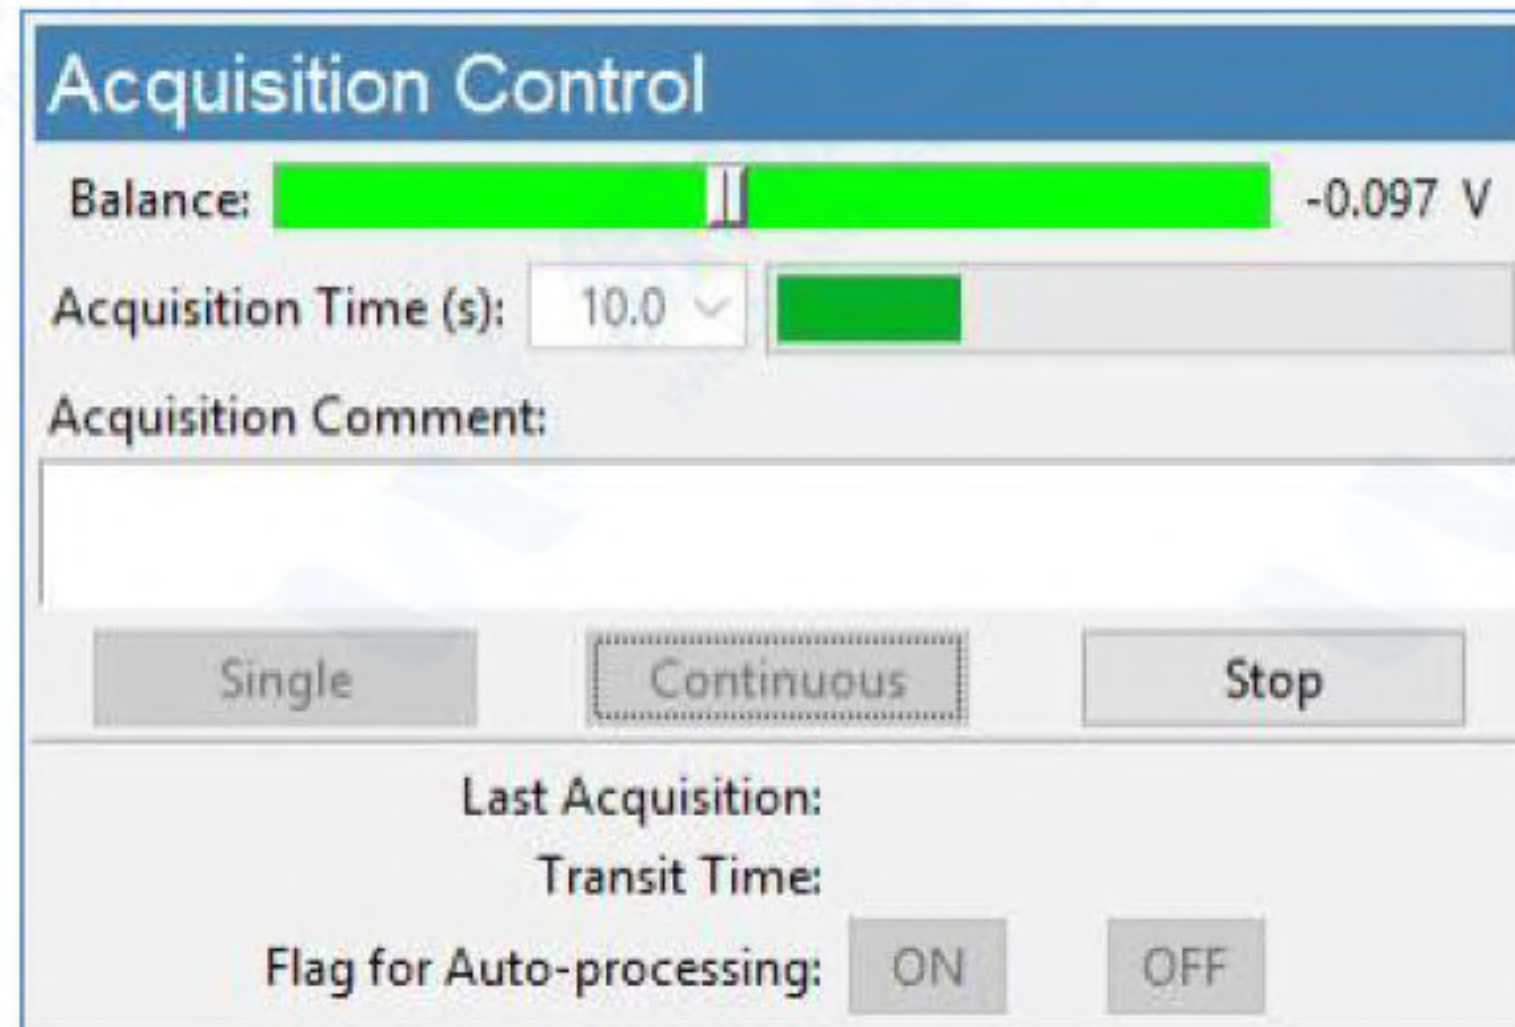 Acquisition Control
Balance: -0.097 V
Acquisition Time (s): 10.0
Acquisition Comment:
Single Continuous Stop
Last Acquisition:
Transit Time:
Flag for Auto-processing: ON OFF